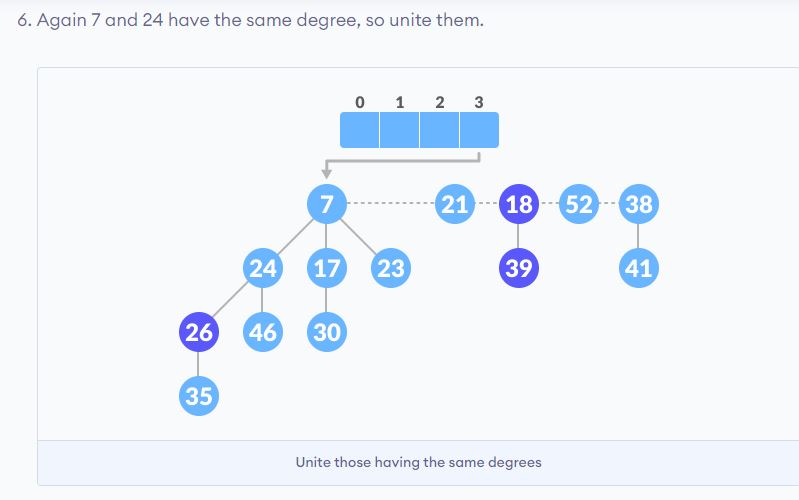 6. Again 7 and 24 have the same degree, so unite them.
0 1 2 3
7 21 18 52 38
24 17 23 39 41
26 46 30
35
Unite those having the same degrees